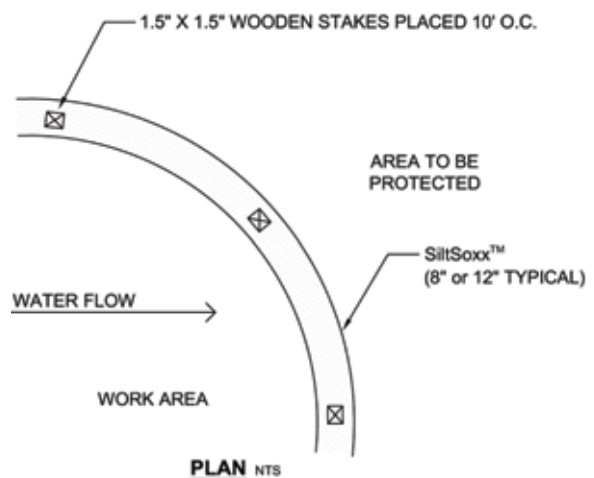 1.5" X 1.5" WOODEN STAKES PLACED 10' O.C.
AREA TO BE
PROTECTED
SiltSoxx™
(8" or 12" TYPICAL)
WATER FLOW
WORK AREA
PLAN NTS